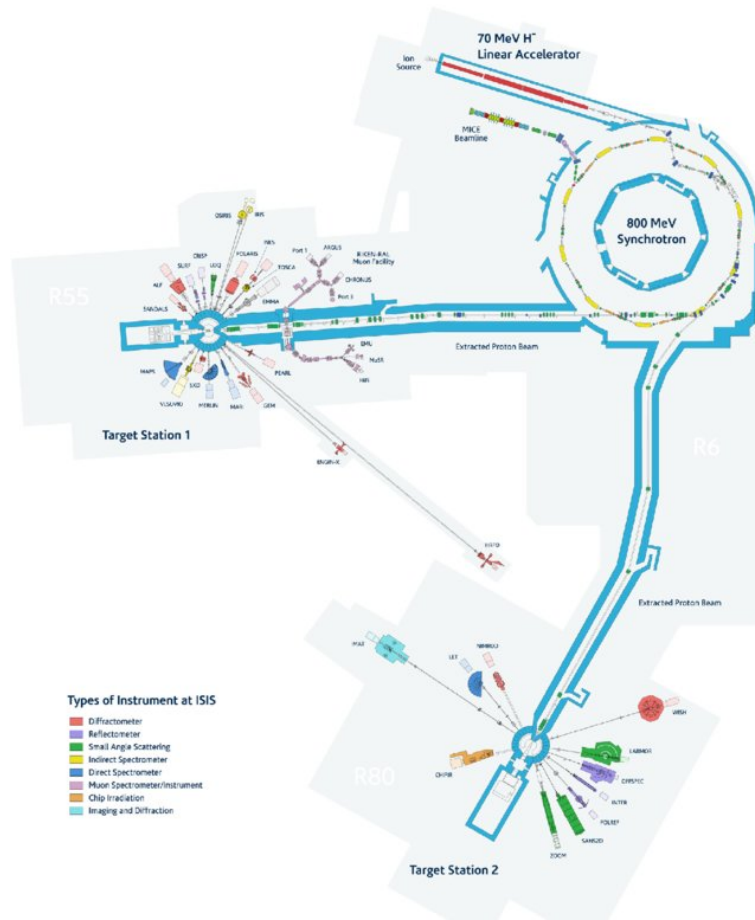 70 MeV H⁻
Linear Accelerator
Ion
Source
MICE
Beamline
800 MeV
Synchrotron
OSIRIS
IRIS
R55
CRISP
SURF
LOQ
POLARIS
INES
TOSCA
ALF
SANDALS
EMMA
Port 1
ARGUS
RIKEN-RAL
Muon Facility
CHRONUS
Port 3
Extracted Proton Beam
EMU
MuSR
HIFI
PEARL
MAPS
VESUVIO
SXD
MERLIN
MARI
GEM
Target Station 1
ENGIN-X
R6
HRPD
Extracted Proton Beam
IMAT
LET
NIMROD
WISH
Types of Instrument at ISIS
Diffractometer
Reflectometer
Small Angle Scattering
Indirect Spectrometer
Direct Spectrometer
Muon Spectrometer/instrument
Chip Irradiation
Imaging and Diffraction
LARMOR
OFFSPEC
CHIPIR
R80
INTER
POLREF
SANS2D
ZOOM
Target Station 2